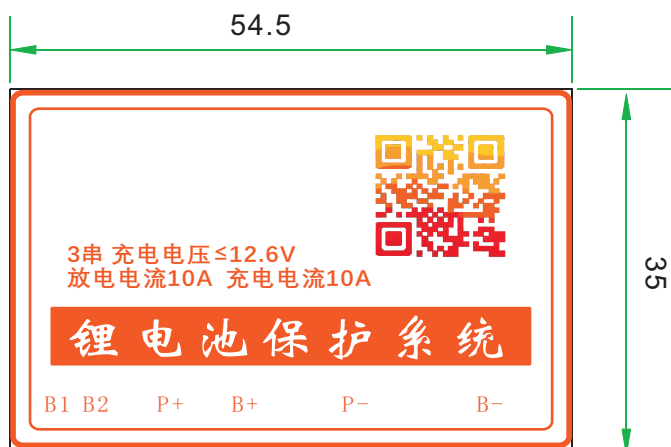 54.5
3串 充电电压≤12.6V
放电电流10A 充电电流10A
35
锂电池保护系统
B1 B2 P+ B+ P- B-